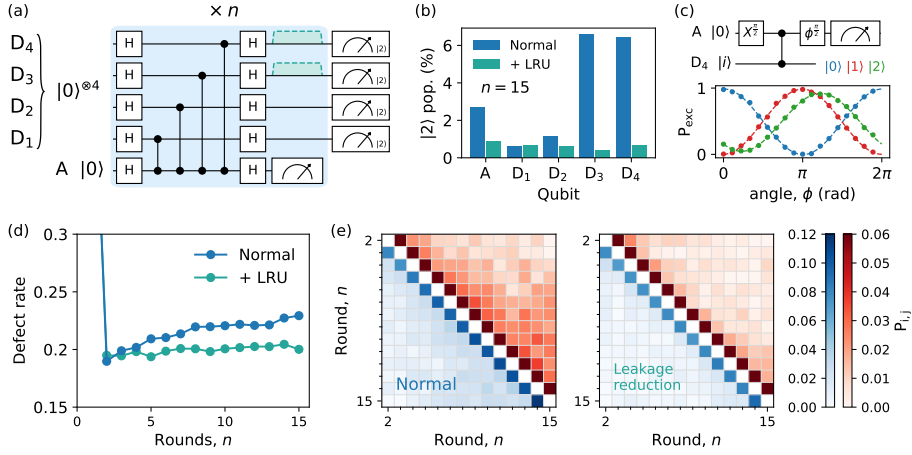 (a)
× n
D4
D3
D2
D1
|0⟩⊗4
A |0⟩
H H
H H
H H
H H
H H
|2⟩
|2⟩
|2⟩
|2⟩
(b)
|2⟩ pop. (%)
6
4
2
0
Normal
+ LRU
n = 15
A D1 D2 D3 D4
Qubit
(c)
A |0⟩ X^π/2 ϕ^π/2
D4 |i⟩
|0⟩ |1⟩ |2⟩
Pexc
1
0
0 π 2π
angle, ϕ (rad)
(d)
Defect rate
0.3
0.25
0.2
0.15
Normal
+ LRU
0 5 10 15
Rounds, n
(e)
Round, n
2
15
Normal
2 15
Round, n
2
15
Leakage
reduction
2 15
Round, n
0.12
0.10
0.08
0.06
0.04
0.02
0.00
0.06
0.05
0.04
0.03
0.02
0.01
0.00
Pi,j